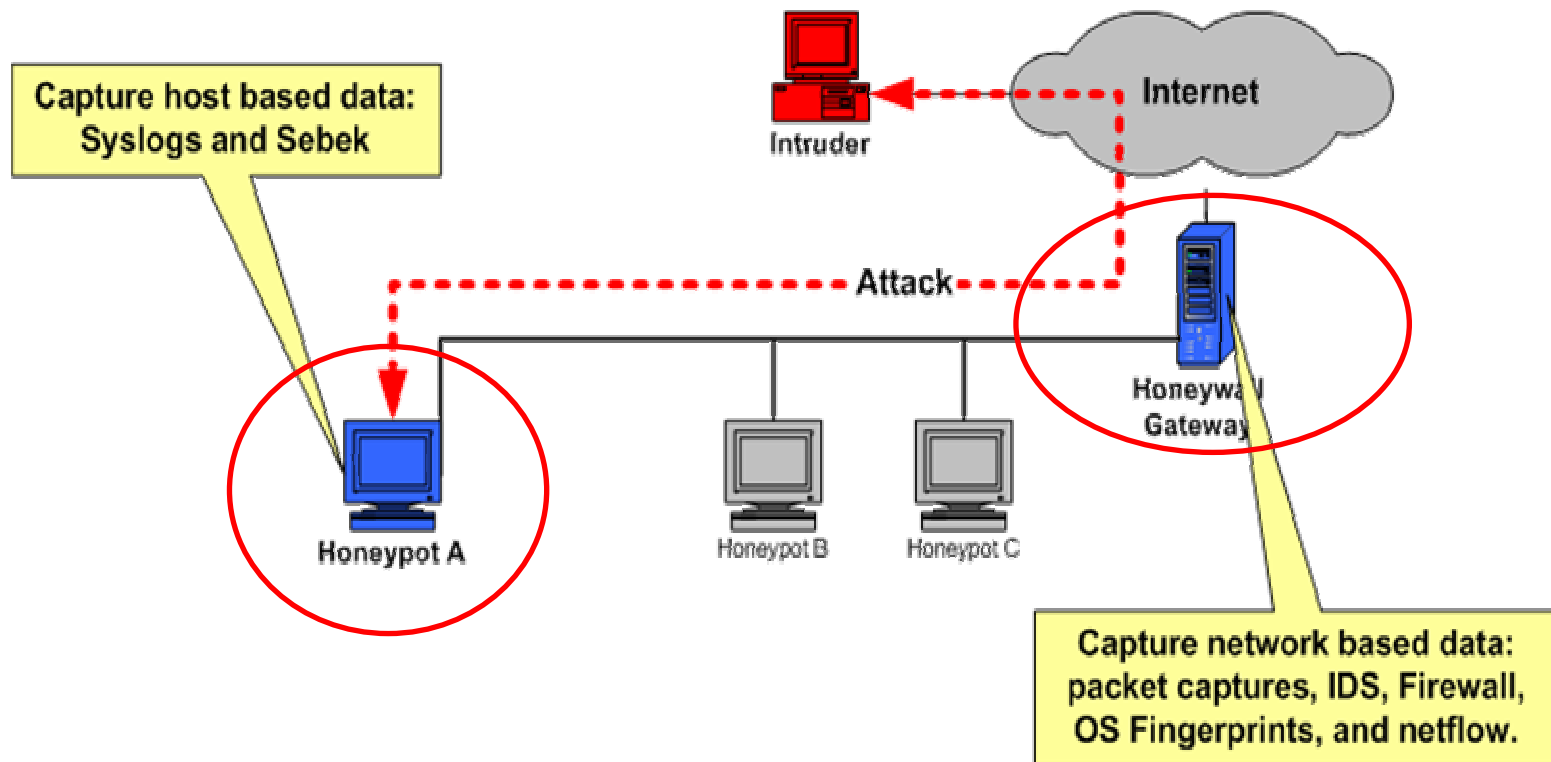 Capture host based data:
Syslogs and Sebek
Intruder
Internet
Attack
Honeywall
Gateway
Honeypot A
Honeypot B
Honeypot C
Capture network based data:
packet captures, IDS, Firewall,
OS Fingerprints, and netflow.